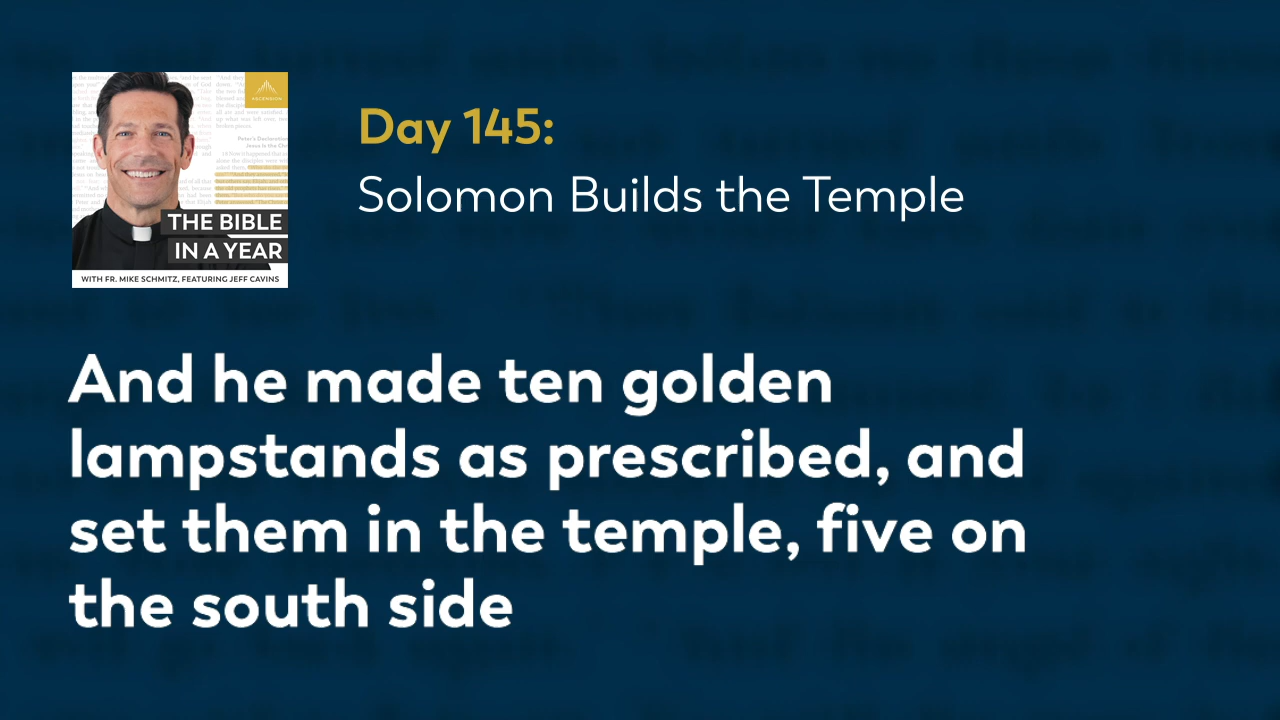 ASCENSION
THE BIBLE
IN A YEAR
WITH FR. MIKE SCHMITZ, FEATURING JEFF CAVINS
Day 145:
Solomon Builds the Temple
And he made ten golden
lampstands as prescribed, and
set them in the temple, five on
the south side